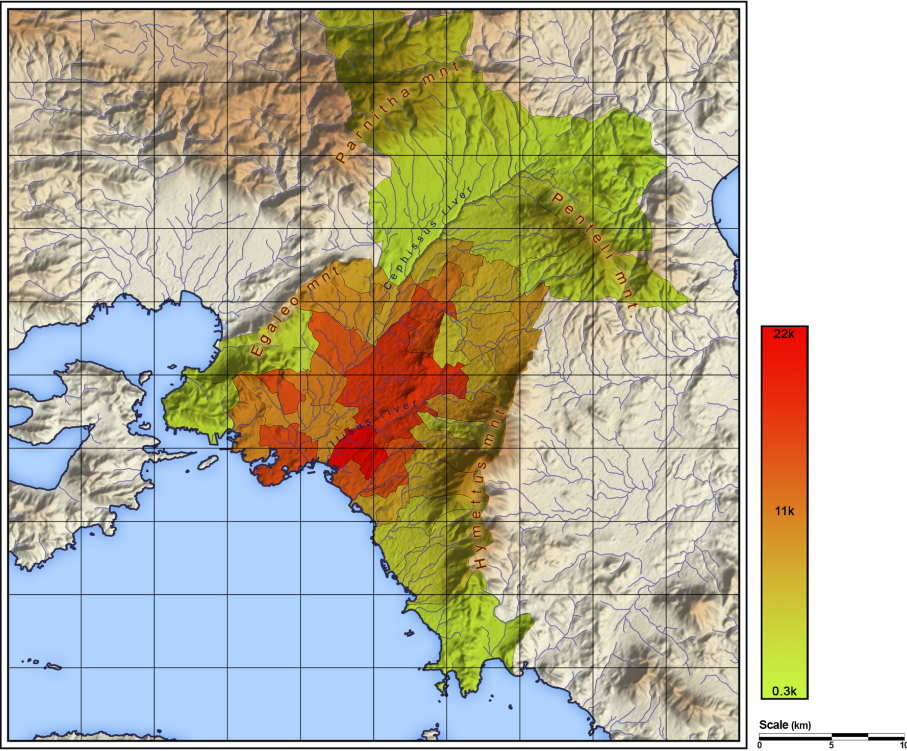 Parnitha mnt
Penteli mnt.
Cephissus river
Egaleo mnt
river
Hymettus mnt
22k
11k
0.3k
Scale (km)
0 5 10